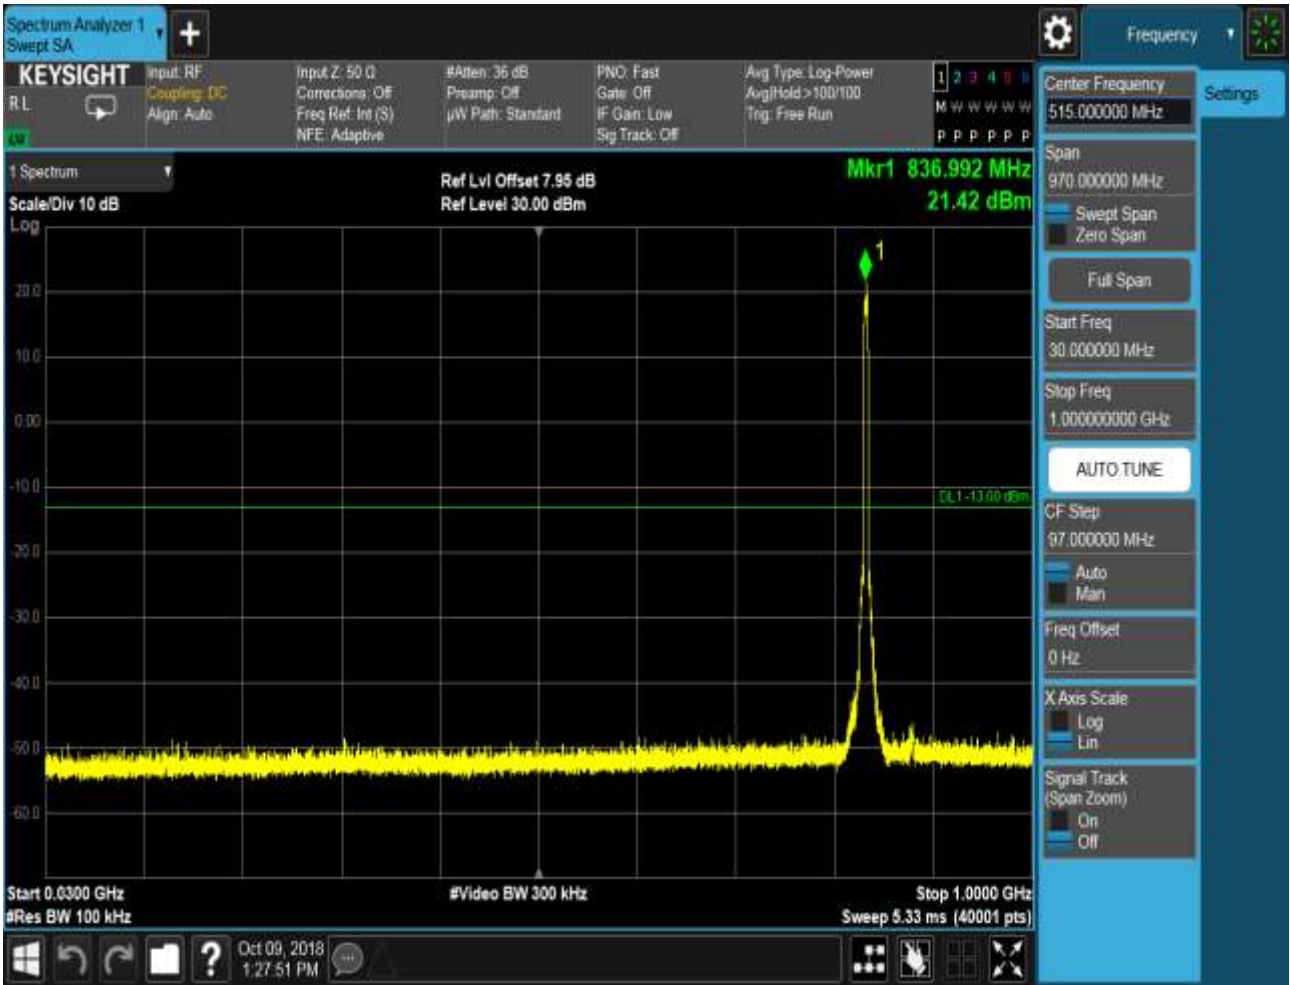 Spectrum Analyzer 1
Swept SA
+
Frequency
KEYSIGHT
RL
Input: RF
Coupling: DC
Align: Auto
Input Z: 50 Ω
Corrections: Off
Freq Ref: Int (S)
NFE: Adaptive
#Atten: 36 dB
Preamp: Off
µW Path: Standard
PNO: Fast
Gate: Off
IF Gain: Low
Sig Track: Off
Avg Type: Log-Power
Avg|Hold:>100/100
Trig: Free Run
1 2 3 4 5 6
M W W W W W
P P P P P P
1 Spectrum
Scale/Div 10 dB
Log
Ref Lvl Offset 7.95 dB
Ref Level 30.00 dBm
Mkr1 836.992 MHz
21.42 dBm
1
20.0
10.0
0.00
-10.0
DL1 -13.00 dBm
-20.0
-30.0
-40.0
-50.0
-60.0
Start 0.0300 GHz
#Res BW 100 kHz
#Video BW 300 kHz
Stop 1.0000 GHz
Sweep 5.33 ms (40001 pts)
Center Frequency
515.000000 MHz
Settings
Span
970.000000 MHz
Swept Span
Zero Span
Full Span
Start Freq
30.000000 MHz
Stop Freq
1.000000000 GHz
AUTO TUNE
CF Step
97.000000 MHz
Auto
Man
Freq Offset
0 Hz
X Axis Scale
Log
Lin
Signal Track
(Span Zoom)
On
Off
?
Oct 09, 2018
1:27:51 PM